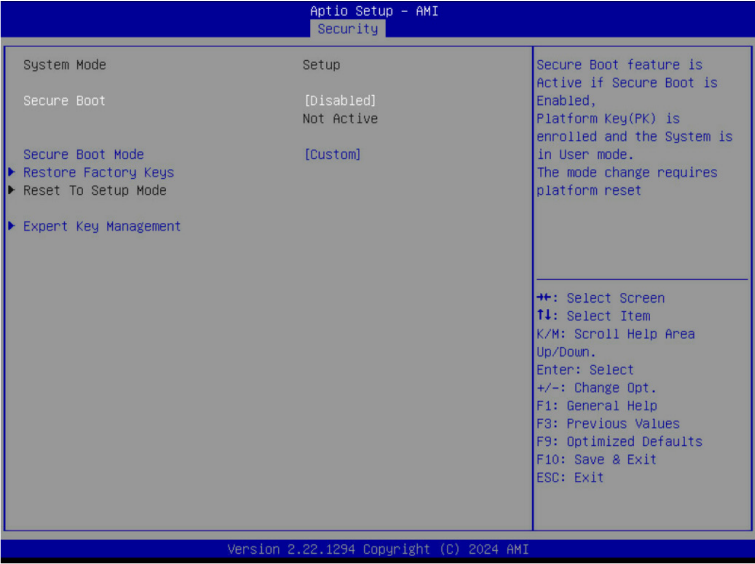 Aptio Setup - AMI
Security
System Mode Setup
Secure Boot [Disabled]
Not Active
Secure Boot Mode [Custom]
Restore Factory Keys
Reset To Setup Mode
Expert Key Management
Secure Boot feature is
Active if Secure Boot is
Enabled,
Platform Key(PK) is
enrolled and the System is
in User mode.
The mode change requires
platform reset
→←: Select Screen
↑↓: Select Item
K/M: Scroll Help Area
Up/Down.
Enter: Select
+/-: Change Opt.
F1: General Help
F3: Previous Values
F9: Optimized Defaults
F10: Save & Exit
ESC: Exit
Version 2.22.1294 Copyright (C) 2024 AMI